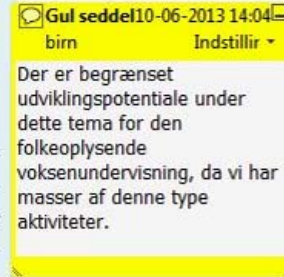 Gul seddel10-06-2013 14:04
birn Indstillir
Der er begrænset
udviklingspotentiale under
dette tema for den
folkeoplysende
voksenundervisning, da vi har
masser af denne type
aktiviteter.